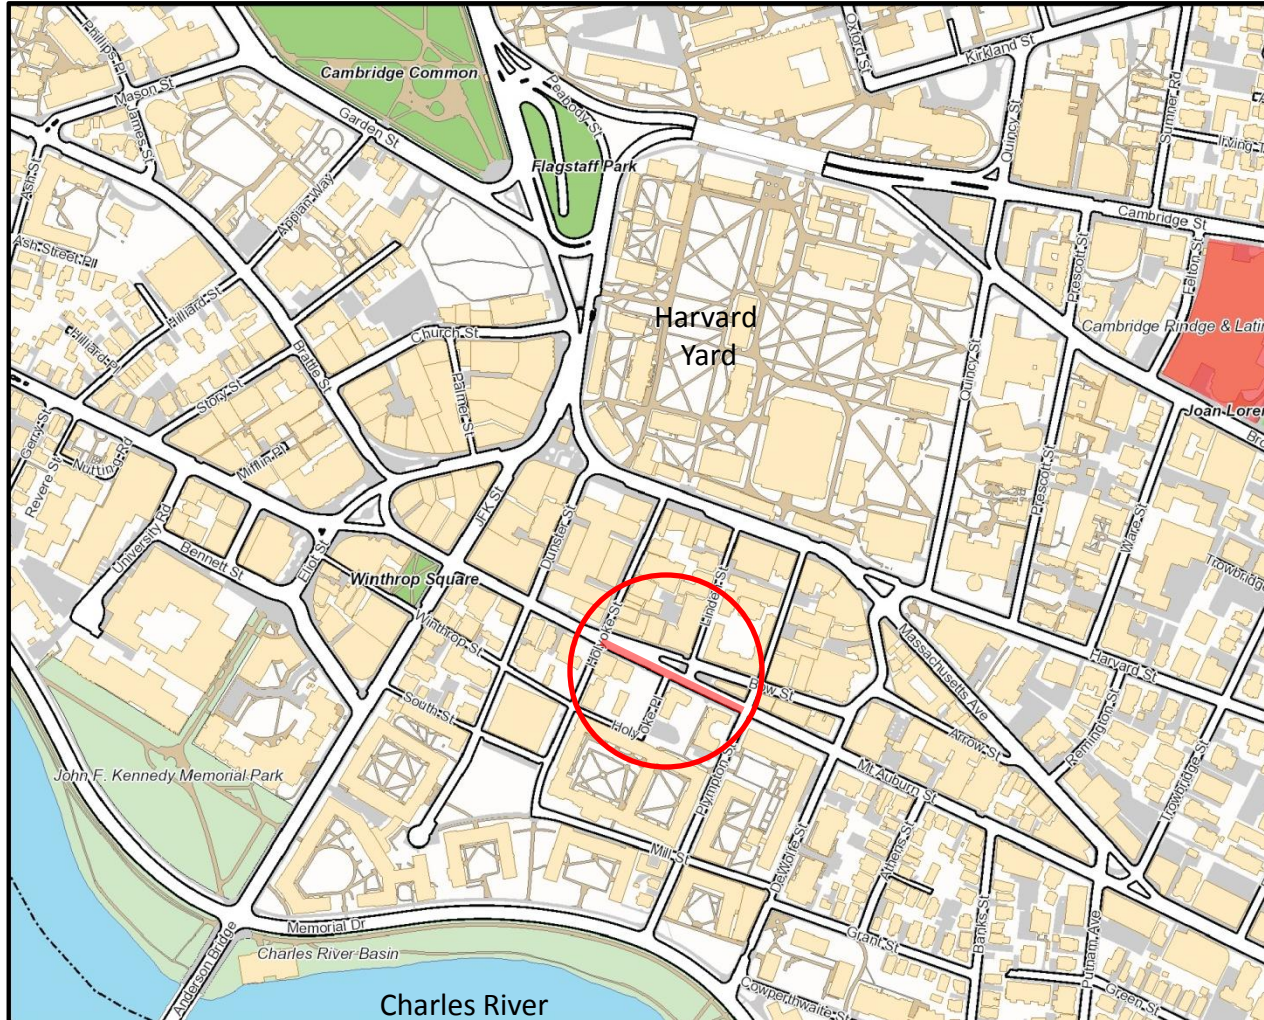 Phillips Pl
Mason St
James St
Cambridge Common
Garden St
Peabody St
Flagstaff Park
Oxford St
Kirkland St
Quincy St
Sumner Rd
Irving T
Cambridge St
Felton St
Prescott St
Cambridge Rindge & Latin
Joan Loren
Bro
Ash St
Ash Street Pl
Appian Way
Hilliard St
Hilliard Pl
Brattle St
Church St
Story St
Palmer St
Harvard
Yard
Quincy St
Prescott St
Ware St
Trowbridge
Gerry St
Revere St
Nutting Rd
Mifflin Pl
University Rd
Bennett St
Eliot St
JFK St
Dunster St
Winthrop Square
Winthrop St
Holyoke St
Linden St
Holyoke Pl
Bow St
Massachusetts Ave
Harvard St
Arrow St
Remington St
Trowbridge St
South St
Plympton St
Mt Auburn St
John F. Kennedy Memorial Park
Mill St
DeWolfe St
Athens St
Banks St
Putnam Ave
Grant St
Green St
Cowperthwaite St
Memorial Dr
Anderson Bridge
Charles River Basin
Charles River